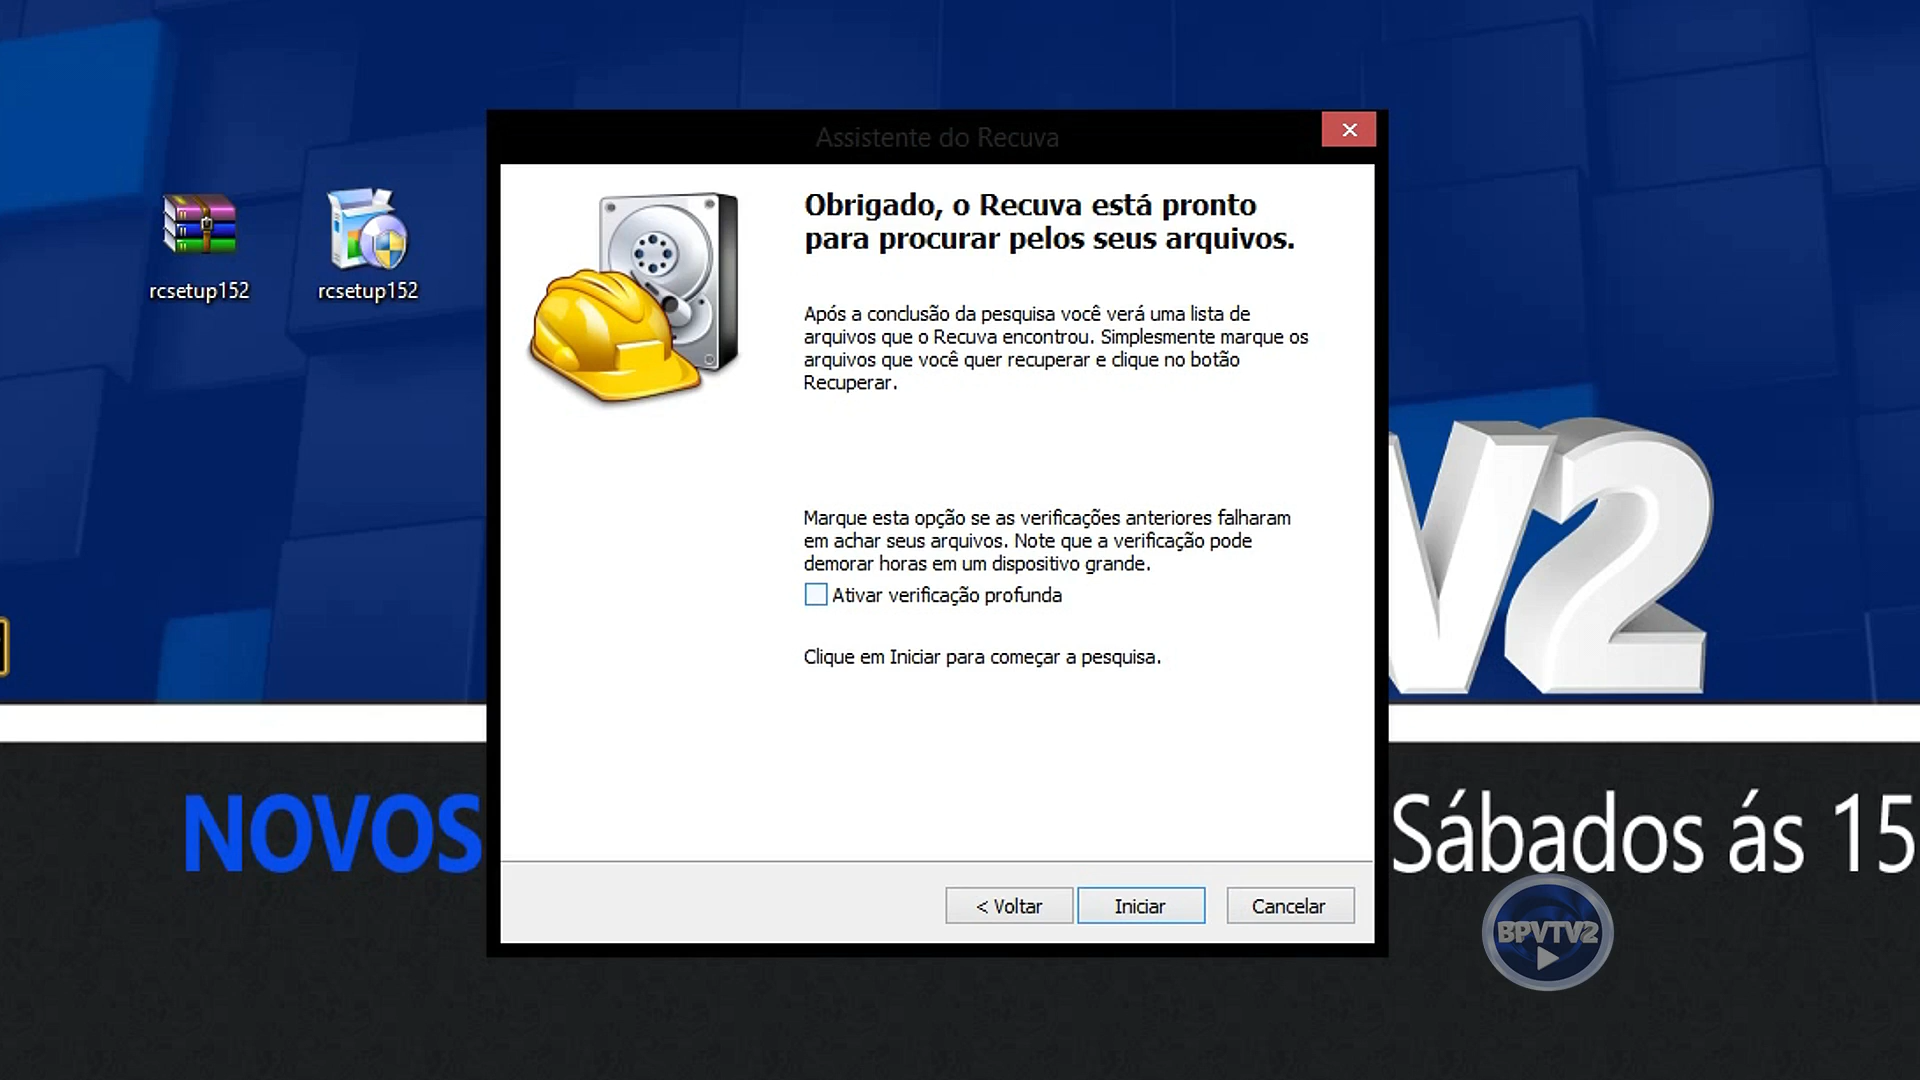 Assistente do Recuva
rcsetup152
rcsetup152
Obrigado, o Recuva está pronto
para procurar pelos seus arquivos.
Após a conclusão da pesquisa você verá uma lista de
arquivos que o Recuva encontrou. Simplesmente marque os
arquivos que você quer recuperar e clique no botão
Recuperar.
Marque esta opção se as verificações anteriores falharam
em achar seus arquivos. Note que a verificação pode
demorar horas em um dispositivo grande.
Ativar verificação profunda
Clique em Iniciar para começar a pesquisa.
< Voltar
Iniciar
Cancelar
V2
NOVOS
Sábados ás 15
BPVTV2